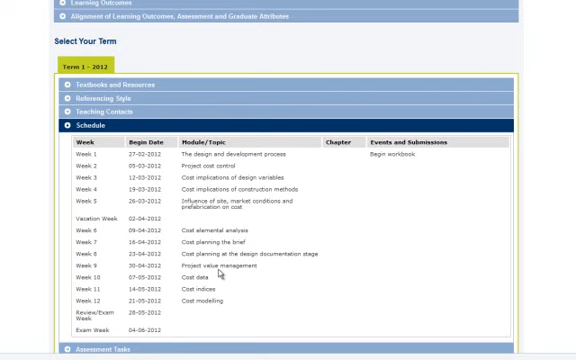 Learning Outcomes
Alignment of Learning Outcomes, Assessment and Graduate Attributes
Select Your Term
Term 1 - 2012
Textbooks and Resources
Referencing Style
Teaching Contacts
Schedule
Week Begin Date Module/Topic Chapter Events and Submissions
Week 1 27-02-2012 The design and development process Begin workbook
Week 2 05-03-2012 Project cost control
Week 3 12-03-2012 Cost implications of design variables
Week 4 19-03-2012 Cost implications of construction methods
Week 5 26-03-2012 Influence of site, market conditions and
prefabrication on cost
Vacation Week 02-04-2012
Week 6 09-04-2012 Cost elemental analysis
Week 7 16-04-2012 Cost planning the brief
Week 8 23-04-2012 Cost planning at the design documentation stage
Week 9 30-04-2012 Project value management
Week 10 07-05-2012 Cost data
Week 11 14-05-2012 Cost indices
Week 12 21-05-2012 Cost modelling
Review/Exam 28-05-2012
Week
Exam Week 04-06-2012
Assessment Tasks